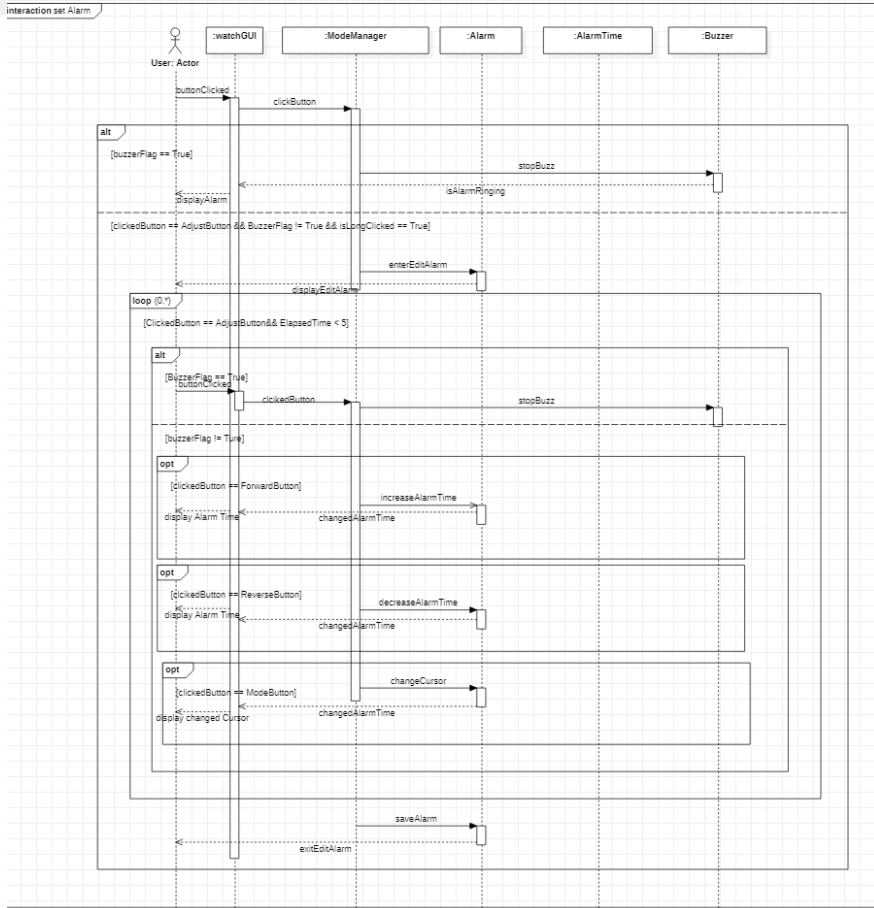 interaction set Alarm
:watchGUI
:ModeManager
:Alarm
:AlarmTime
:Buzzer
User: Actor
buttonClicked
clickButton
alt
[buzzerFlag == True]
stopBuzz
isAlarmRinging
displayAlarm
[clickedButton == AdjustButton && BuzzerFlag != True && isLongClicked == True]
enterEditAlarm
displayEditAlarm
loop (0.*)
[ClickedButton == AdjustButton&& ElapsedTime < 5]
alt
[BuzzerFlag == True]
buttonClicked
clcikedButton
stopBuzz
[buzzerFlag != Ture]
opt
[clickedButton == ForwardButton]
increaseAlarmTime
display Alarm Time
changedAlarmTime
opt
[clcikedButton == ReverseButton]
decreaseAlarmTime
display Alarm Time
changedAlarmTime
opt
changeCursor
[clickedButton == ModeButton]
changedAlarmTime
display changed Cursor
saveAlarm
exitEditAlarm